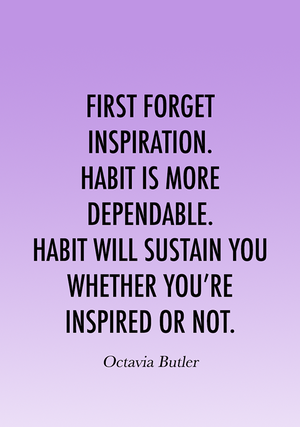 FIRST FORGET
INSPIRATION.
HABIT IS MORE
DEPENDABLE.
HABIT WILL SUSTAIN YOU
WHETHER YOU’RE
INSPIRED OR NOT.
Octavia Butler